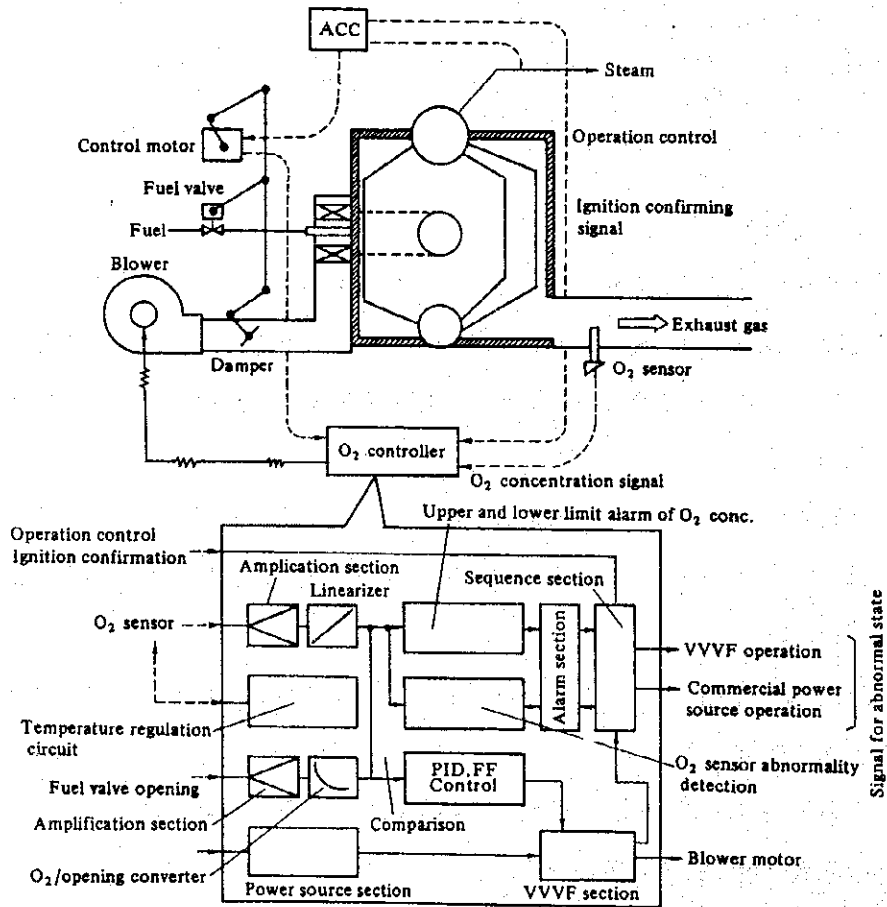 ACC
Steam
Operation control
Control motor
Fuel valve
Ignition confirming
signal
Fuel
Blower
Exhaust gas
Damper
O₂ sensor
O₂ controller
O₂ concentration signal
Upper and lower limit alarm of O₂ conc.
Operation control
Ignition confirmation
Amplication section
Linearizer
Sequence section
O₂ sensor
Alarm section
VVVF operation
Commercial power
source operation
Signal for abnormal state
Temperature regulation
circuit
O₂ sensor abnormality
detection
Fuel valve opening
PID,FF
Control
Amplification section
Comparison
Blower motor
O₂/opening converter
Power source section
VVVF section